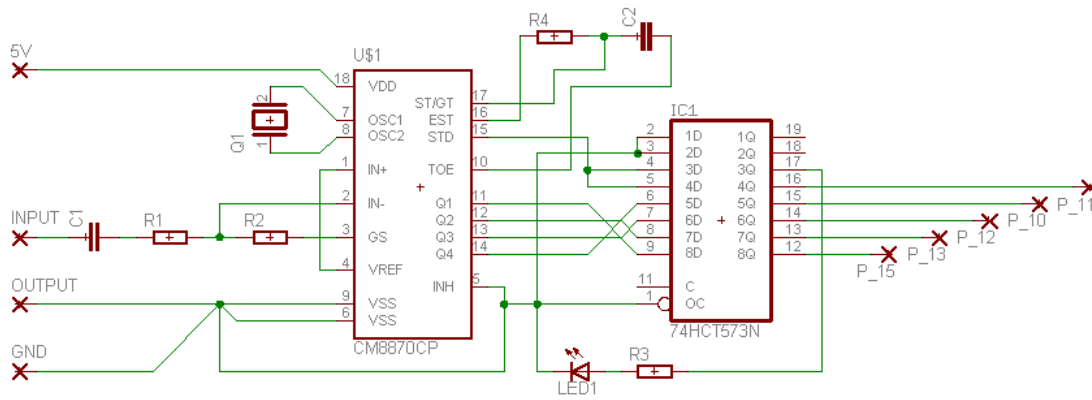 5V
INPUT
OUTPUT
GND
C1
R1
R2
Q1
2
1
U$1
18 VDD
7 OSC1
8 OSC2
1 IN+
2 IN-
3 GS
4 VREF
9 VSS
6 VSS
ST/GT 17
EST 16
STD 15
TOE 10
Q1 11
Q2 12
Q3 13
Q4 14
INH 5
CM8870CP
R4
C2
IC1
2 1D
3 2D
4 3D
5 4D
6 5D
7 6D
8 7D
9 8D
11 C
1 OC
1Q 19
2Q 18
3Q 17
4Q 16
5Q 15
6Q 14
7Q 13
8Q 12
74HCT573N
LED1
R3
P_11
P_10
P_12
P_13
P_15